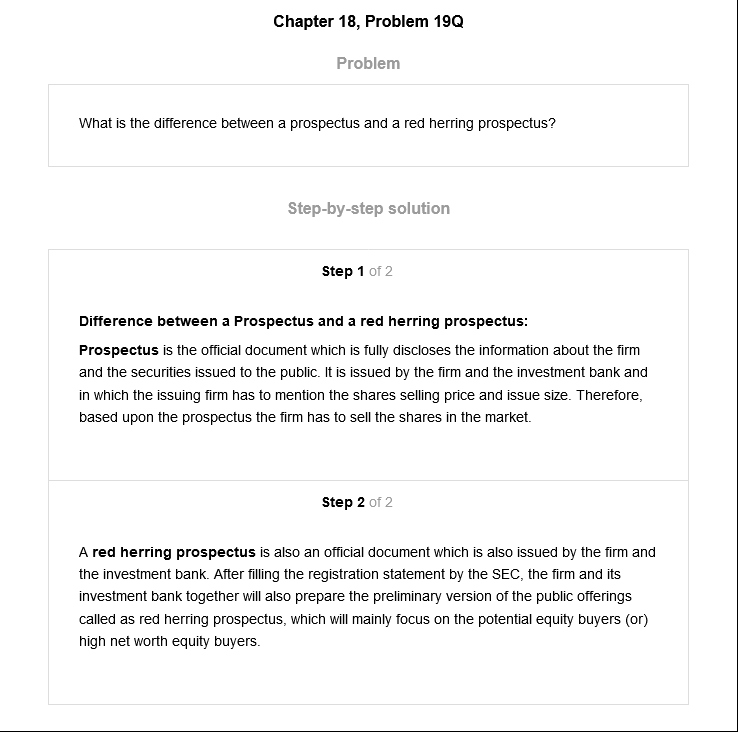 Chapter 18, Problem 19Q
Problem
What is the difference between a prospectus and a red herring prospectus?
Step-by-step solution
Step 1 of 2
Difference between a Prospectus and a red herring prospectus:
Prospectus is the official document which is fully discloses the information about the firm
and the securities issued to the public. It is issued by the firm and the investment bank and
in which the issuing firm has to mention the shares selling price and issue size. Therefore,
based upon the prospectus the firm has to sell the shares in the market.
Step 2 of 2
A red herring prospectus is also an official document which is also issued by the firm and
the investment bank. After filling the registration statement by the SEC, the firm and its
investment bank together will also prepare the preliminary version of the public offerings
called as red herring prospectus, which will mainly focus on the potential equity buyers (or)
high net worth equity buyers.